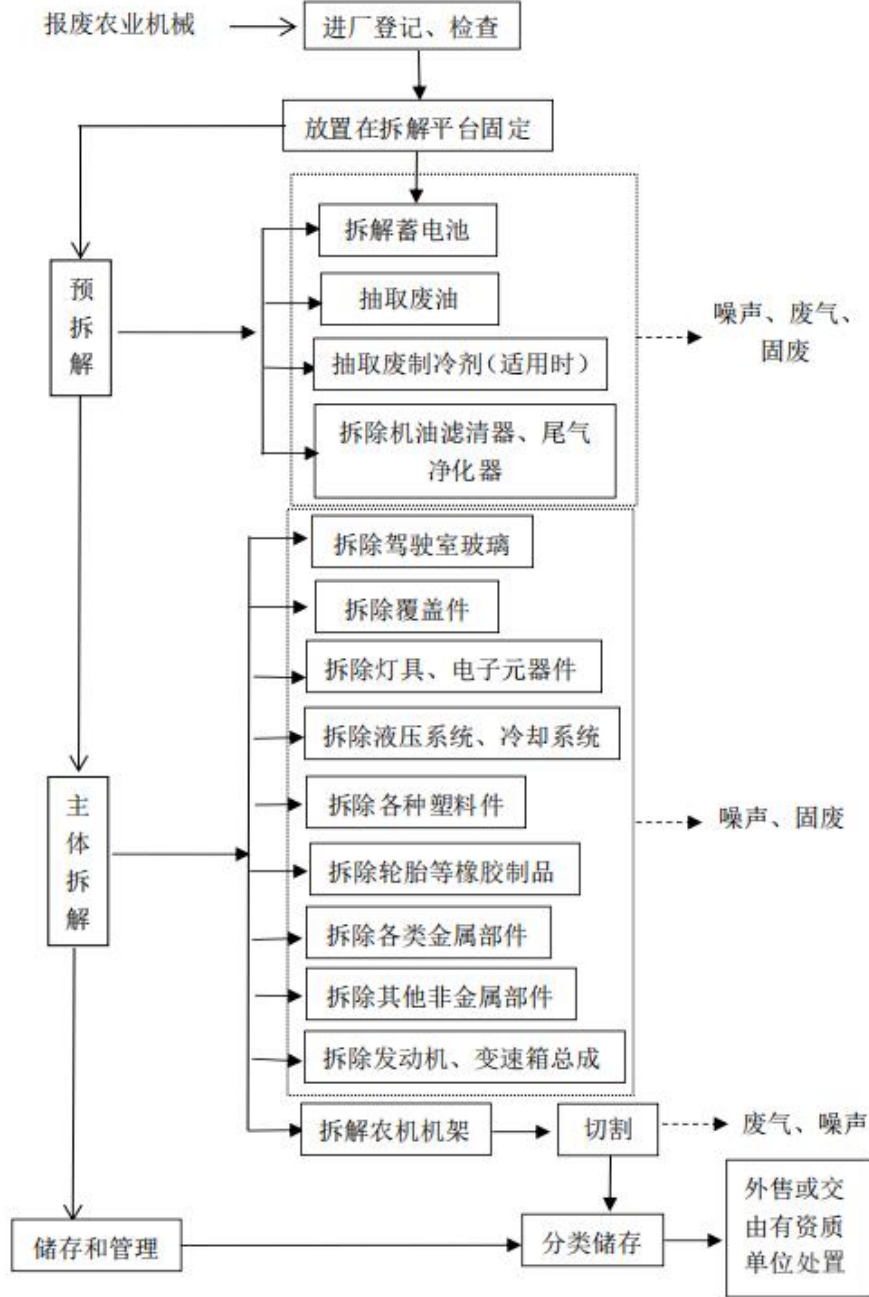 报废农业机械
进厂登记、检查
放置在拆解平台固定
预
拆
解
拆解蓄电池
抽取废油
抽取废制冷剂(适用时)
拆除机油滤清器、尾气
净化器
噪声、废气、
固废
主
体
拆
解
拆除驾驶室玻璃
拆除覆盖件
拆除灯具、电子元器件
拆除液压系统、冷却系统
拆除各种塑料件
拆除轮胎等橡胶制品
拆除各类金属部件
拆除其他非金属部件
拆除发动机、变速箱总成
噪声、固废
拆解农机机架
切割
废气、噪声
储存和管理
分类储存
外售或交
由有资质
单位处置